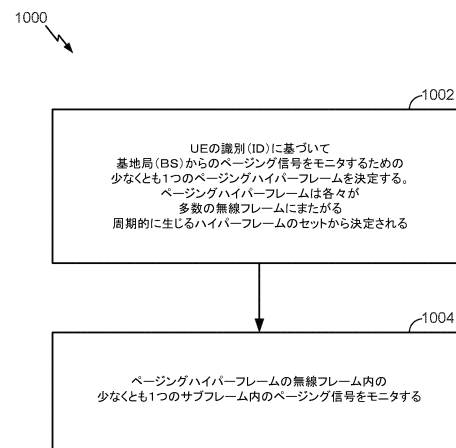 1000
1002
UEの識別(ID)に基づいて
基地局(BS)からのページング信号をモニタするための
少なくとも1つのページングハイパーフレームを決定する。
ページングハイパーフレームは各々が
多数の無線フレームにまたがる
周期的に生じるハイパーフレームのセットから決定される
1004
ページングハイパーフレームの無線フレーム内の
少なくとも1つのサブフレーム内のページング信号をモニタする